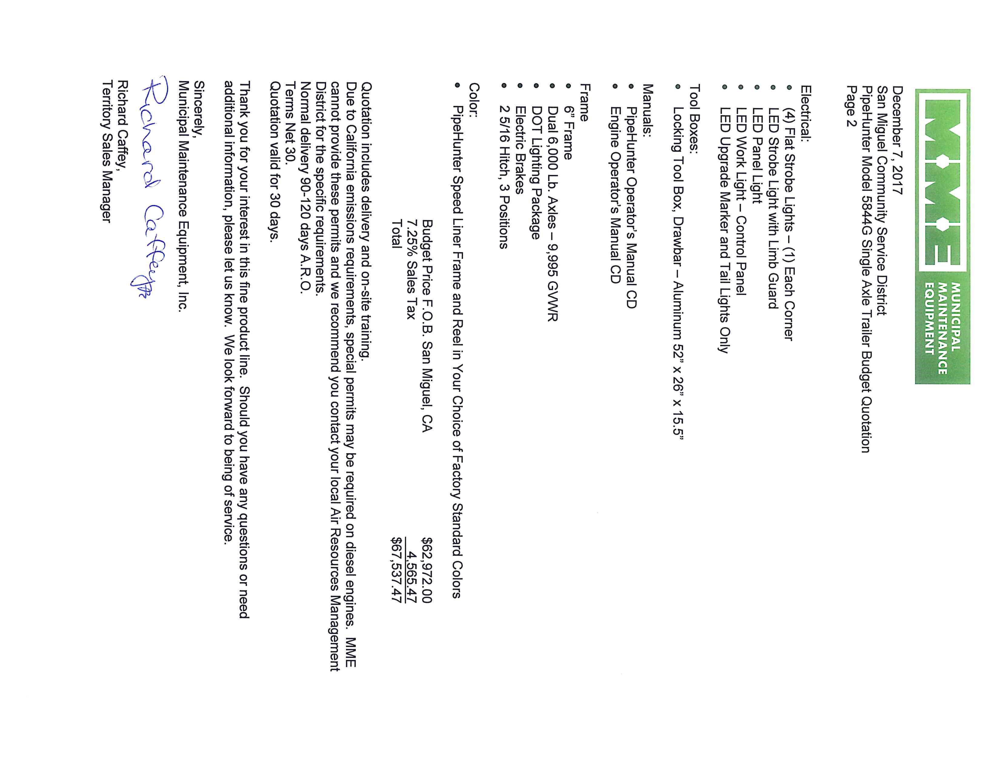 M·M·E
MUNICIPAL
MAINTENANCE
EQUIPMENT
December 7, 2017
San Miguel Community Service District
PipeHunter Model 5844G Single Axle Trailer Budget Quotation
Page 2
Electrical:
• (4) Flat Strobe Lights – (1) Each Corner
• LED Strobe Light with Limb Guard
• LED Panel Light
• LED Work Light – Control Panel
• LED Upgrade Marker and Tail Lights Only
Tool Boxes:
• Locking Tool Box, Drawbar – Aluminum 52” x 26” x 15.5”
Manuals:
• PipeHunter Operator’s Manual CD
• Engine Operator’s Manual CD
Frame
• 6” Frame
• Dual 6,000 Lb. Axles – 9,995 GVWR
• DOT Lighting Package
• Electric Brakes
• 2 5/16 Hitch, 3 Positions
Color:
• PipeHunter Speed Liner Frame and Reel in Your Choice of Factory Standard Colors
Budget Price F.O.B. San Miguel, CA $62,972.00
7.25% Sales Tax 4,565.47
Total $67,537.47
Quotation includes delivery and on-site training.
Due to California emissions requirements, special permits may be required on diesel engines. MME
cannot provide these permits and we recommend you contact your local Air Resources Management
District for the specific requirements.
Normal delivery 90-120 days A.R.O.
Terms Net 30.
Quotation valid for 30 days.
Thank you for your interest in this fine product line. Should you have any questions or need
additional information, please let us know. We look forward to being of service.
Sincerely,
Municipal Maintenance Equipment, Inc.
Richard Caffey
Richard Caffey,
Territory Sales Manager